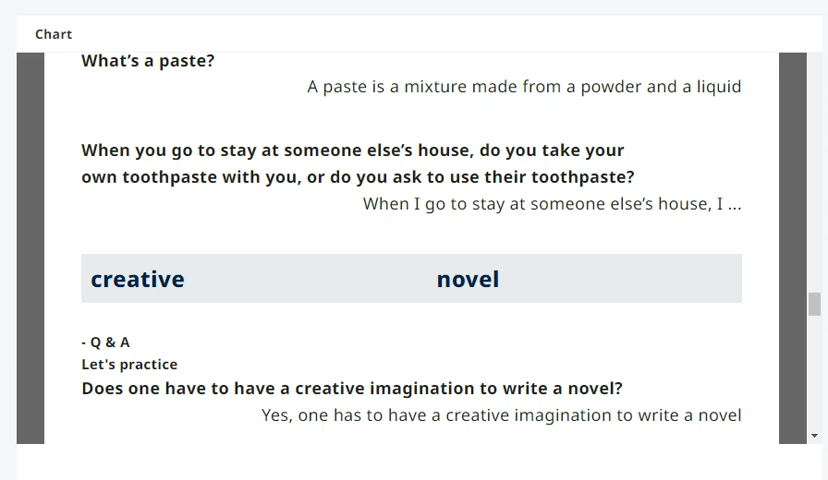 Chart
What’s a paste?
A paste is a mixture made from a powder and a liquid
When you go to stay at someone else’s house, do you take your
own toothpaste with you, or do you ask to use their toothpaste?
When I go to stay at someone else’s house, I ...
creative novel
- Q & A
Let's practice
Does one have to have a creative imagination to write a novel?
Yes, one has to have a creative imagination to write a novel